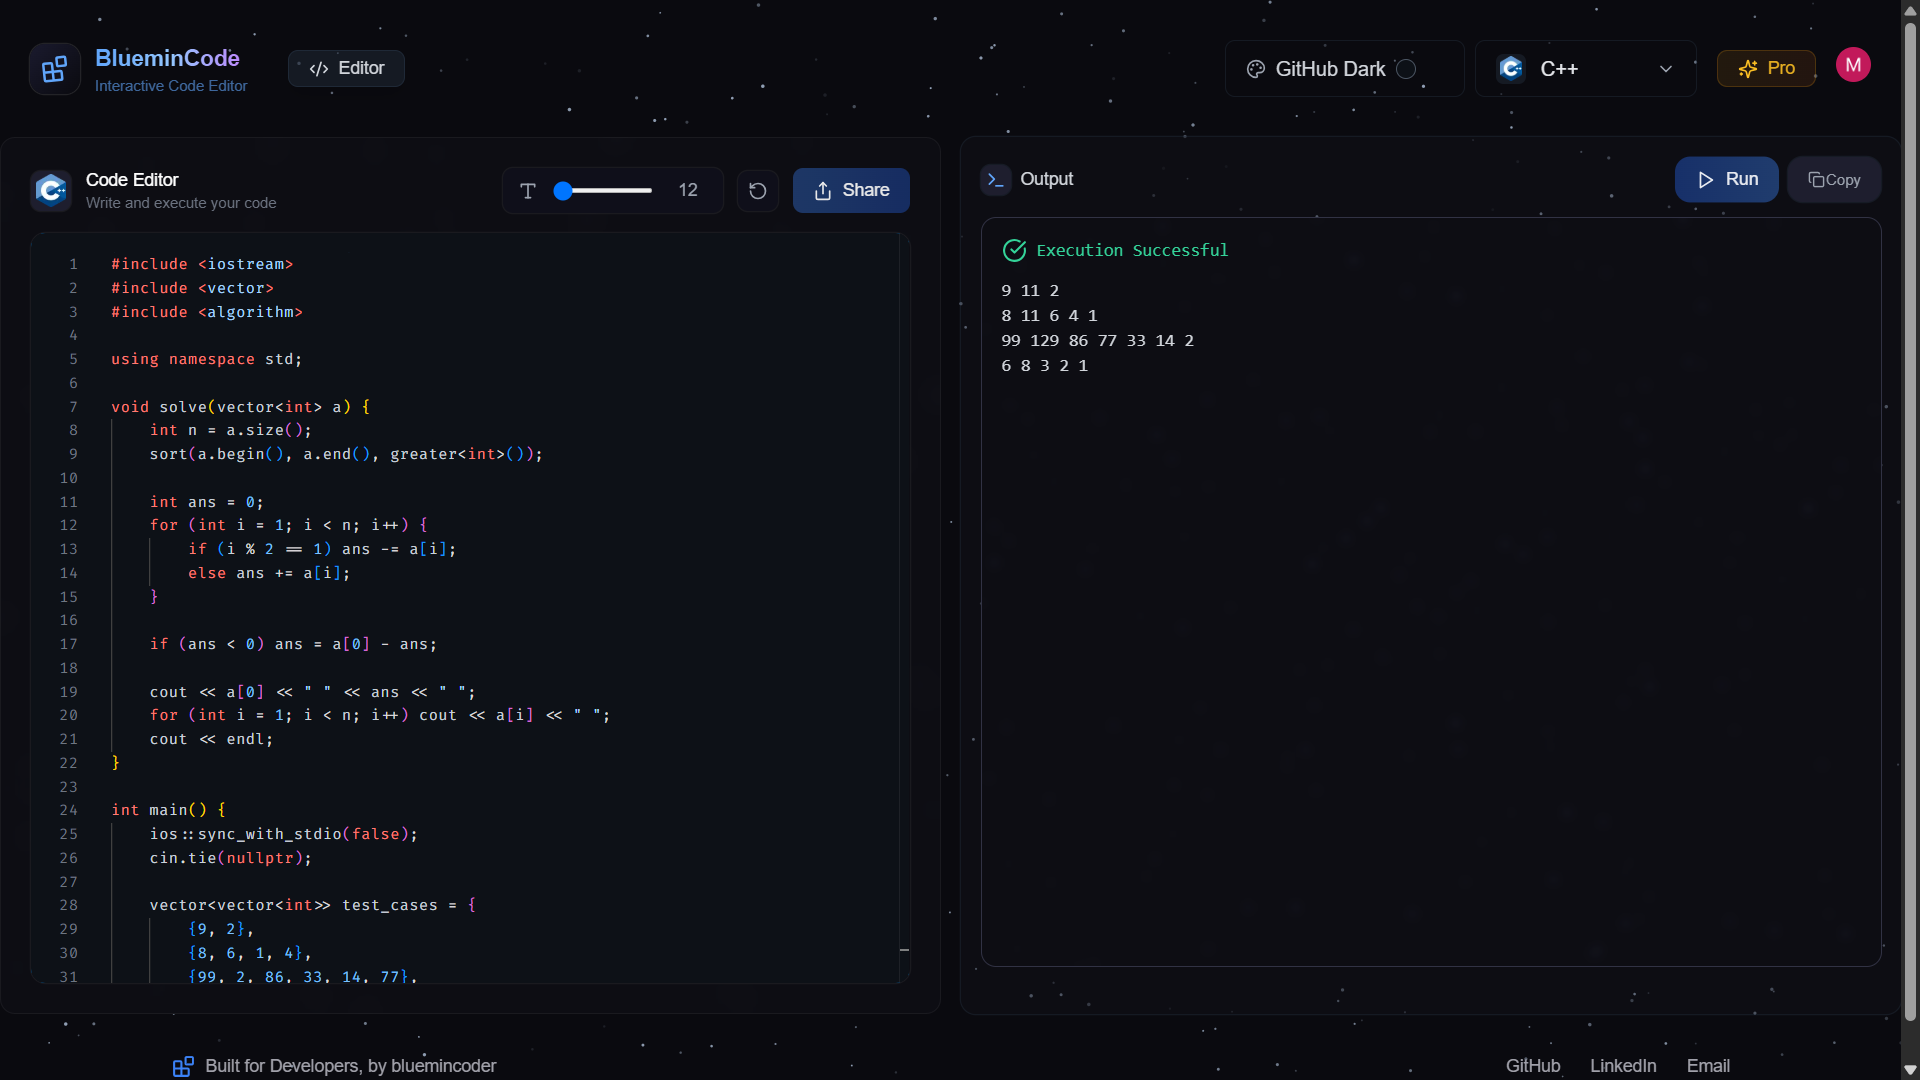 BlueminCode
Interactive Code Editor
</> Editor
GitHub Dark
C++
Pro
M
Code Editor
Write and execute your code
12
Share
1 #include <iostream>
2 #include <vector>
3 #include <algorithm>
4
5 using namespace std;
6
7 void solve(vector<int> a) {
8 int n = a.size();
9 sort(a.begin(), a.end(), greater<int>());
10
11 int ans = 0;
12 for (int i = 1; i < n; i++) {
13 if (i % 2 == 1) ans -= a[i];
14 else ans += a[i];
15 }
16
17 if (ans < 0) ans = a[0] - ans;
18
19 cout << a[0] << " " << ans << " ";
20 for (int i = 1; i < n; i++) cout << a[i] << " ";
21 cout << endl;
22 }
23
24 int main() {
25 ios::sync_with_stdio(false);
26 cin.tie(nullptr);
27
28 vector<vector<int>> test_cases = {
29 {9, 2},
30 {8, 6, 1, 4},
31 {99, 2, 86, 33, 14, 77},
Output
Run
Copy
Execution Successful
9 11 2
8 11 6 4 1
99 129 86 77 33 14 2
6 8 3 2 1
Built for Developers, by bluemincoder
GitHub
LinkedIn
Email